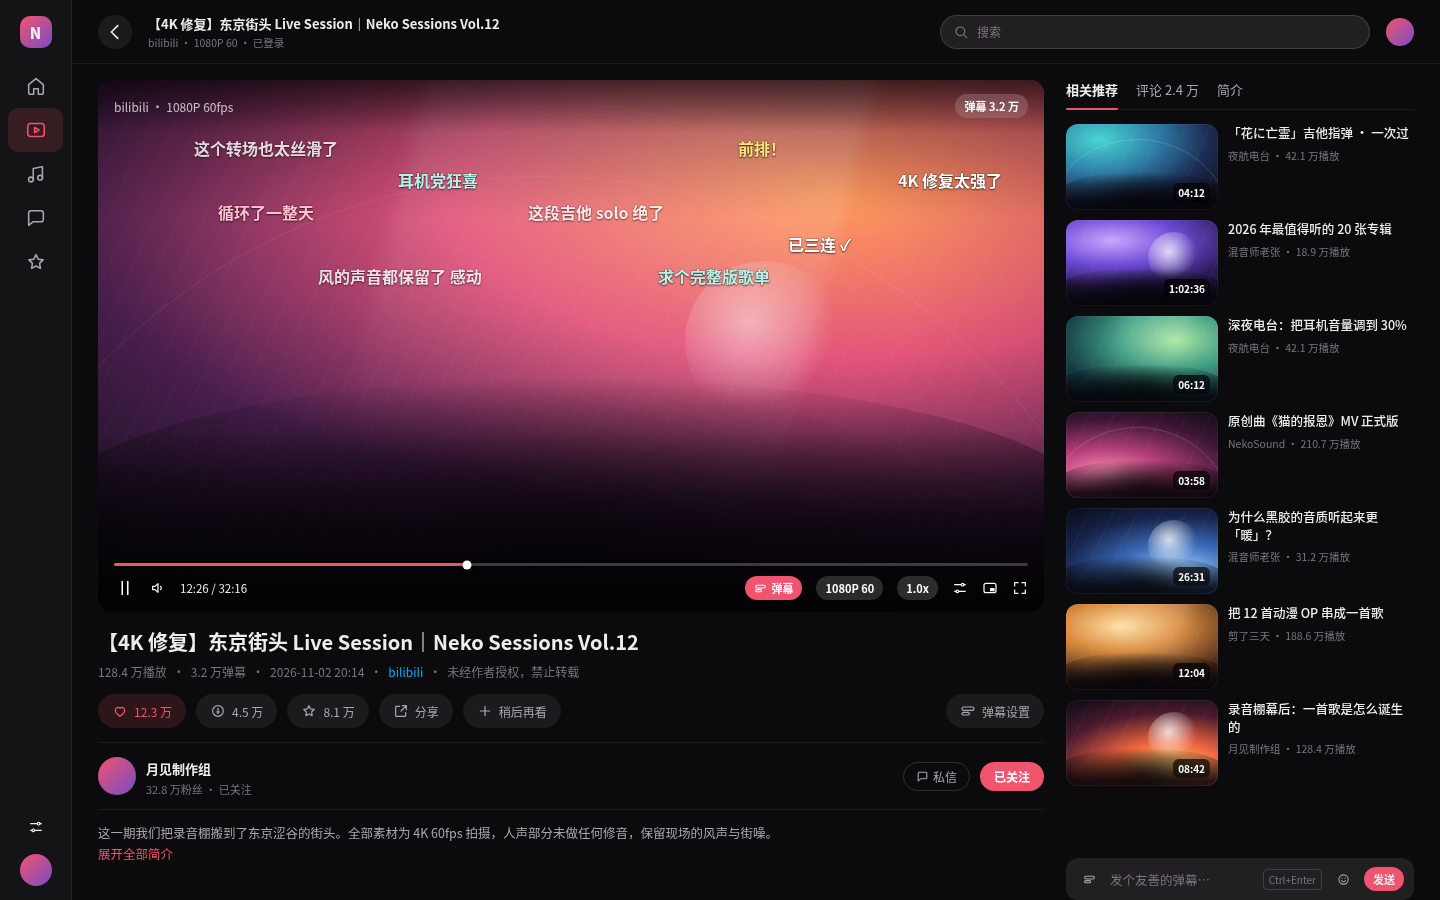 N
【4K 修复】东京街头 Live Session｜Neko Sessions Vol.12
bilibili · 1080P 60 · 已登录
搜索
bilibili · 1080P 60fps
弹幕 3.2 万
这个转场也太丝滑了
前排！
耳机党狂喜
4K 修复太强了
循环了一整天
这段吉他 solo 绝了
已三连 ✓
风的声音都保留了 感动
求个完整版歌单
12:26 / 32:16
弹幕
1080P 60
1.0x
【4K 修复】东京街头 Live Session｜Neko Sessions Vol.12
128.4 万播放 · 3.2 万弹幕 · 2026-11-02 20:14 · bilibili · 未经作者授权，禁止转载
12.3 万
4.5 万
8.1 万
分享
稍后再看
弹幕设置
月见制作组
32.8 万粉丝 · 已关注
私信
已关注
这一期我们把录音棚搬到了东京涩谷的街头。全部素材为 4K 60fps 拍摄，人声部分未做任何修音，保留现场的风声与街噪。
展开全部简介
相关推荐
评论 2.4 万
简介
04:12
「花に亡霊」吉他指弹 · 一次过
夜航电台 · 42.1 万播放
1:02:36
2026 年最值得听的 20 张专辑
混音师老张 · 18.9 万播放
06:12
深夜电台：把耳机音量调到 30%
夜航电台 · 42.1 万播放
03:58
原创曲《猫的报恩》MV 正式版
NekoSound · 210.7 万播放
26:31
为什么黑胶的音质听起来更
「暖」？
混音师老张 · 31.2 万播放
12:04
把 12 首动漫 OP 串成一首歌
剪了三天 · 188.6 万播放
08:42
录音棚幕后：一首歌是怎么诞生
的
月见制作组 · 128.4 万播放
发个友善的弹幕…
Ctrl+Enter
发送